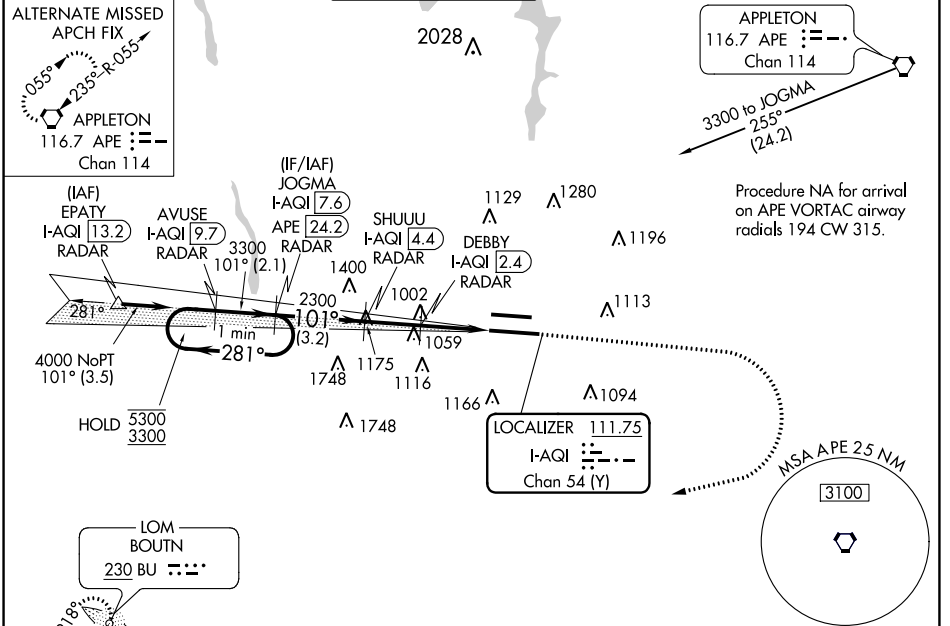 ALTERNATE MISSED
APCH FIX
055°
235°
R-055
APPLETON
116.7 APE
Chan 114
2028
APPLETON
116.7 APE
Chan 114
3300 to JOGMA
255°
(24.2)
Procedure NA for arrival
on APE VORTAC airway
radials 194 CW 315.
(IAF)
EPATY
I-AQI 13.2
RADAR
AVUSE
I-AQI 9.7
RADAR
(IF/IAF)
JOGMA
I-AQI 7.6
APE 24.2
RADAR
3300
101° (2.1)
SHUUU
I-AQI 4.4
RADAR
DEBBY
I-AQI 2.4
RADAR
1129
1280
1196
1400
1002
1113
281°
2300
101°
(3.2)
1059
1 min
281°
4000 NoPT
101° (3.5)
1748
1175
1116
1166
1094
HOLD 5300
3300
1748
LOCALIZER 111.75
I-AQI
Chan 54 (Y)
MSA APE 25 NM
3100
LOM
BOUTN
230 BU